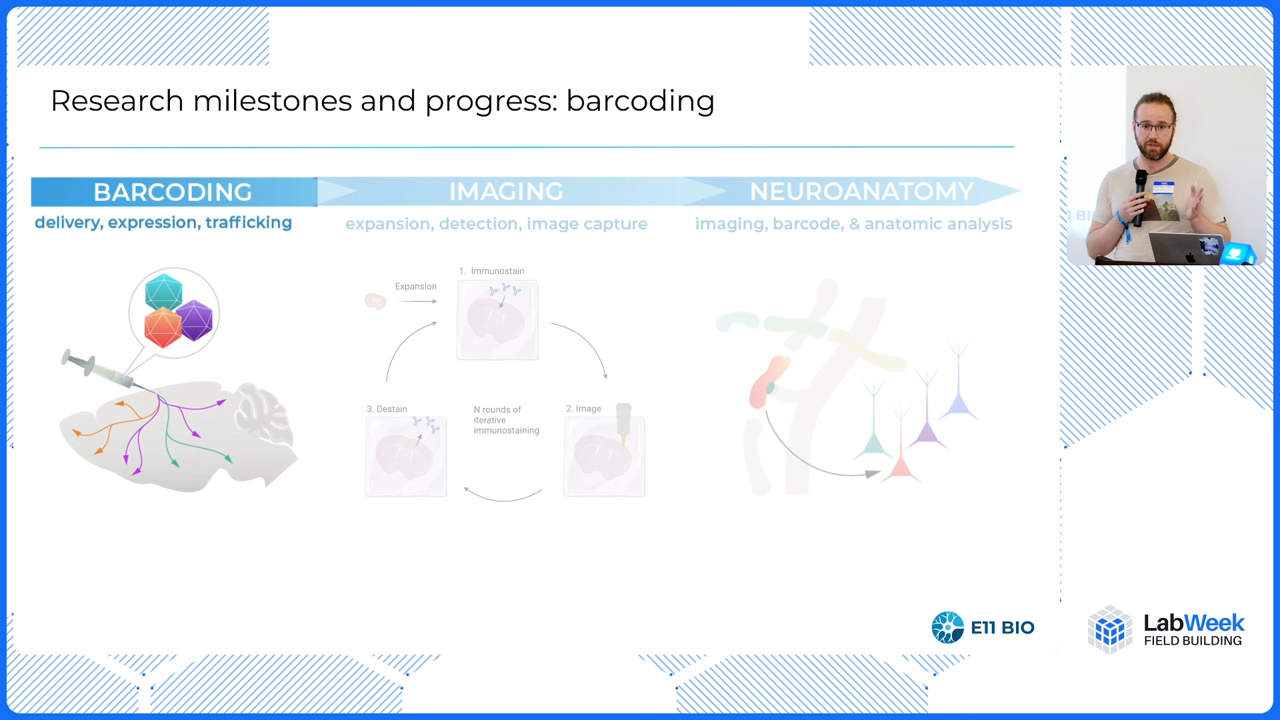 Research milestones and progress: barcoding
BARCODING
IMAGING
NEUROANATOMY
delivery, expression, trafficking
expansion, detection, image capture
imaging, barcode, & anatomic analysis
1. Immunostain
Expansion
3. Destain
N rounds of
iterative
immunostaining
2. Image
E11 BIO
LabWeek
FIELD BUILDING